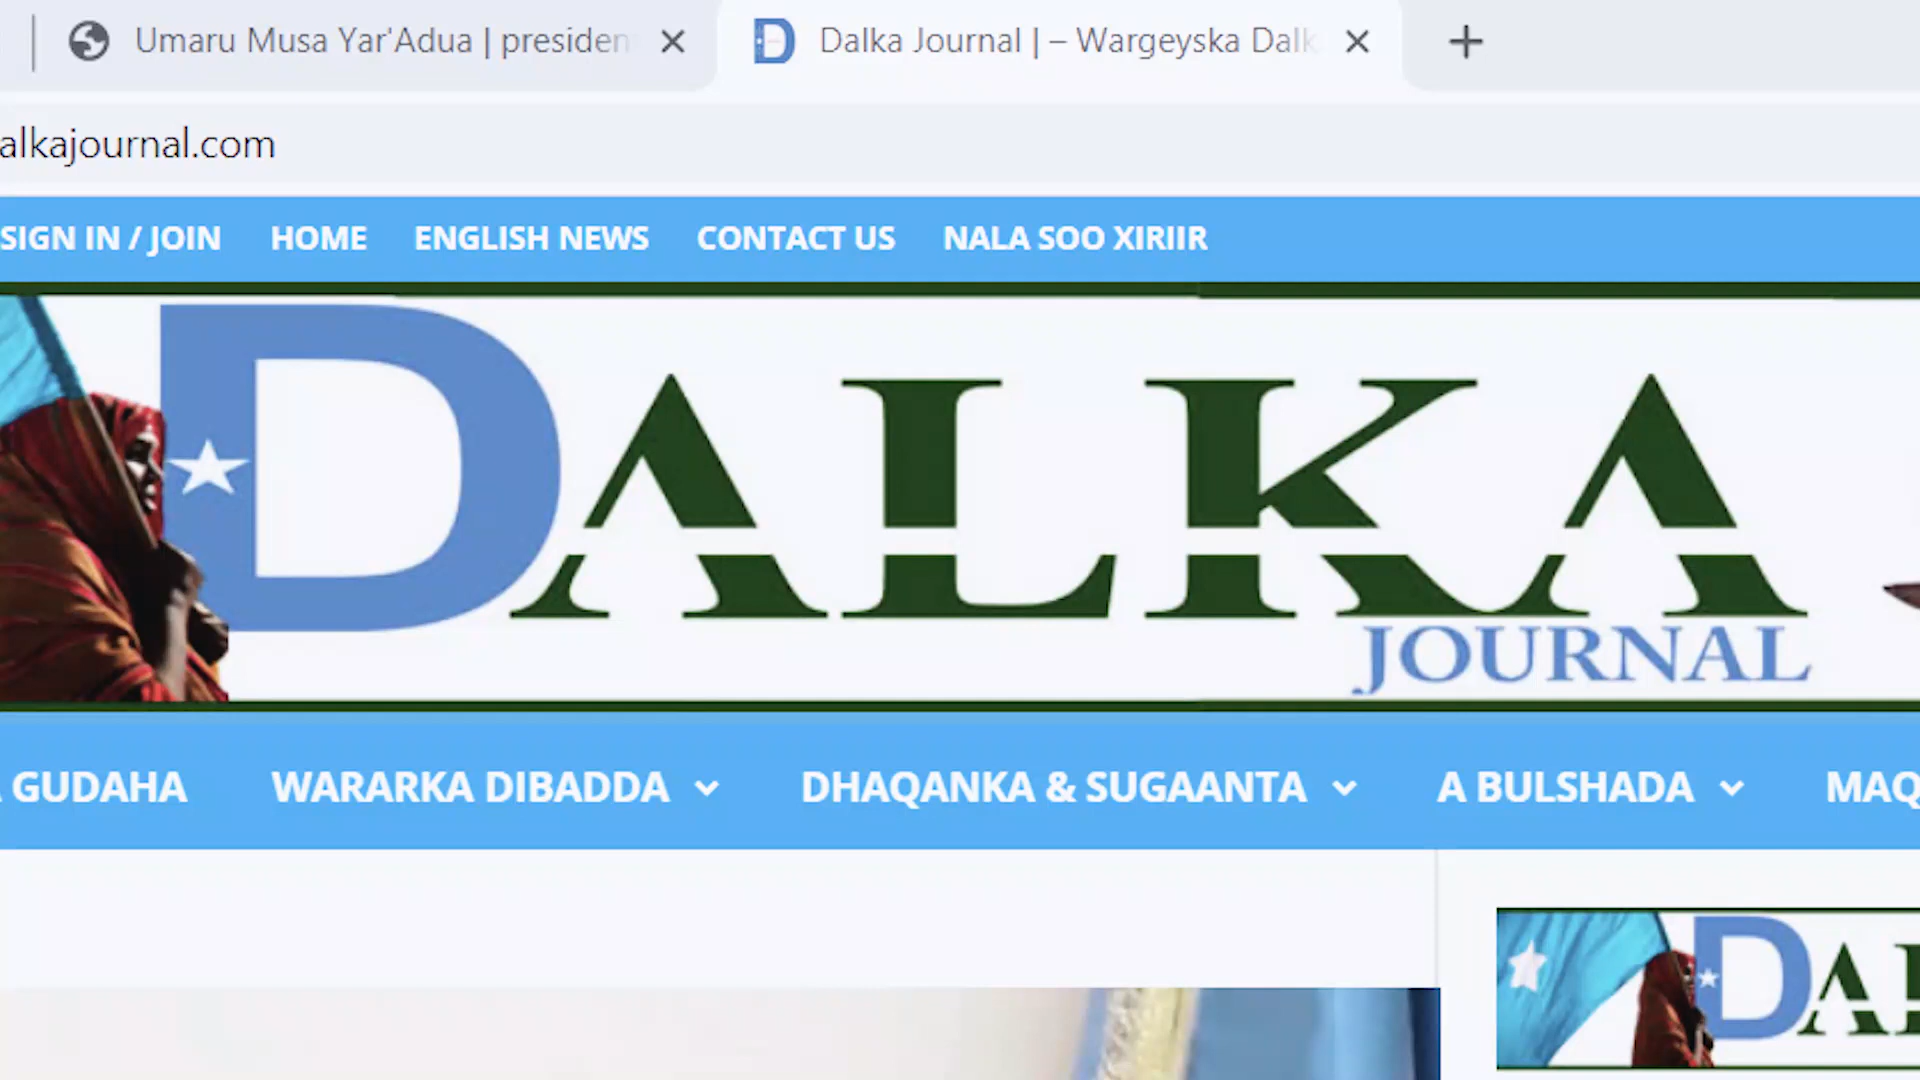 Umaru Musa Yar'Adua | presiden
Dalka Journal | – Wargeyska Dalk
alkajournal.com
SIGN IN / JOIN HOME ENGLISH NEWS CONTACT US NALA SOO XIRIIR
DALKA
JOURNAL
GUDAHA WARARKA DIBADDA DHAQANKA & SUGAANTA A BULSHADA MAQ
DAL